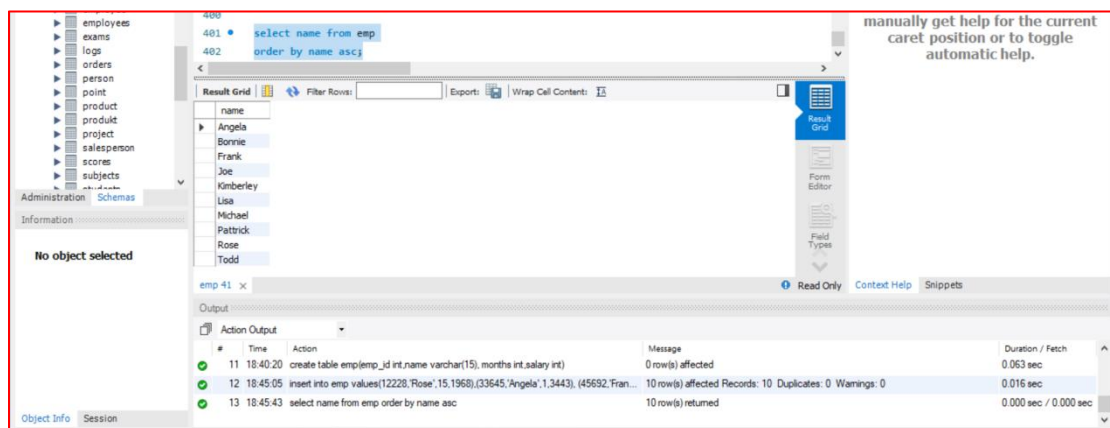 employees
exams
logs
orders
person
point
product
produkt
project
salesperson
scores
subjects
students
Administration Schemas
Information
No object selected
Object Info Session
400
401 select name from emp
402 order by name asc;
Result Grid Filter Rows: Export: Wrap Cell Content:
name
Angela
Bonnie
Frank
Joe
Kimberley
Lisa
Michael
Pattrick
Rose
Todd
Result
Grid
Form
Editor
Field
Types
emp 41 Read Only
manually get help for the current
caret position or to toggle
automatic help.
Context Help Snippets
Output
Action Output
# Time Action Message Duration / Fetch
11 18:40:20 create table emp(emp_id int,name varchar(15), months int,salary int) 0 row(s) affected 0.063 sec
12 18:45:05 insert into emp values(12228,'Rose',15,1968),(33645,'Angela',1,3443), (45692,'Fran... 10 row(s) affected Records: 10 Duplicates: 0 Warnings: 0 0.016 sec
13 18:45:43 select name from emp order by name asc 10 row(s) returned 0.000 sec / 0.000 sec